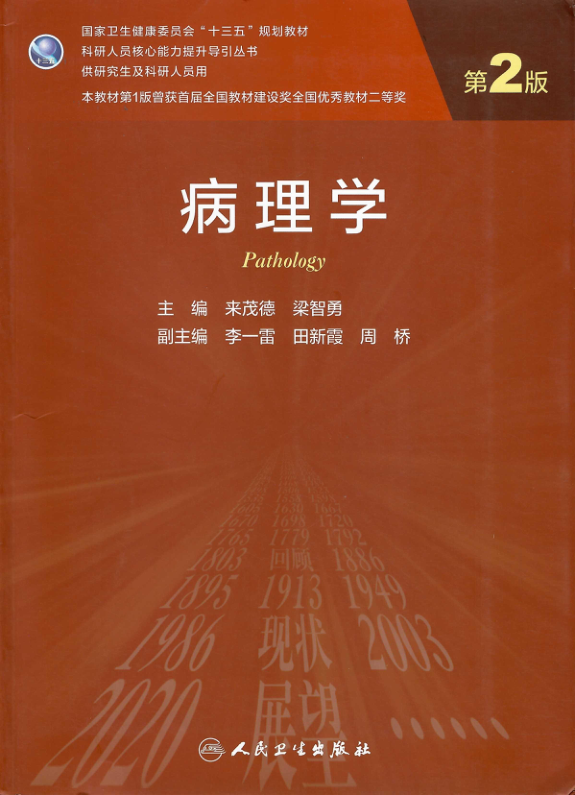 国家卫生健康委员会“十三五”规划教材
科研人员核心能力提升导引丛书
供研究生及科研人员用
本教材第1版曾获首届全国教材建设奖全国优秀教材二等奖
第2版
病理学
Pathology
主 编 来茂德 梁智勇
副主编 李一雷 田新霞 周 桥
1670 1698 1720
1765 1779 1792
1803 回顾 1886
1895 1913 1949
1986 现状 2003
2020 展望 ……
人民卫生出版社